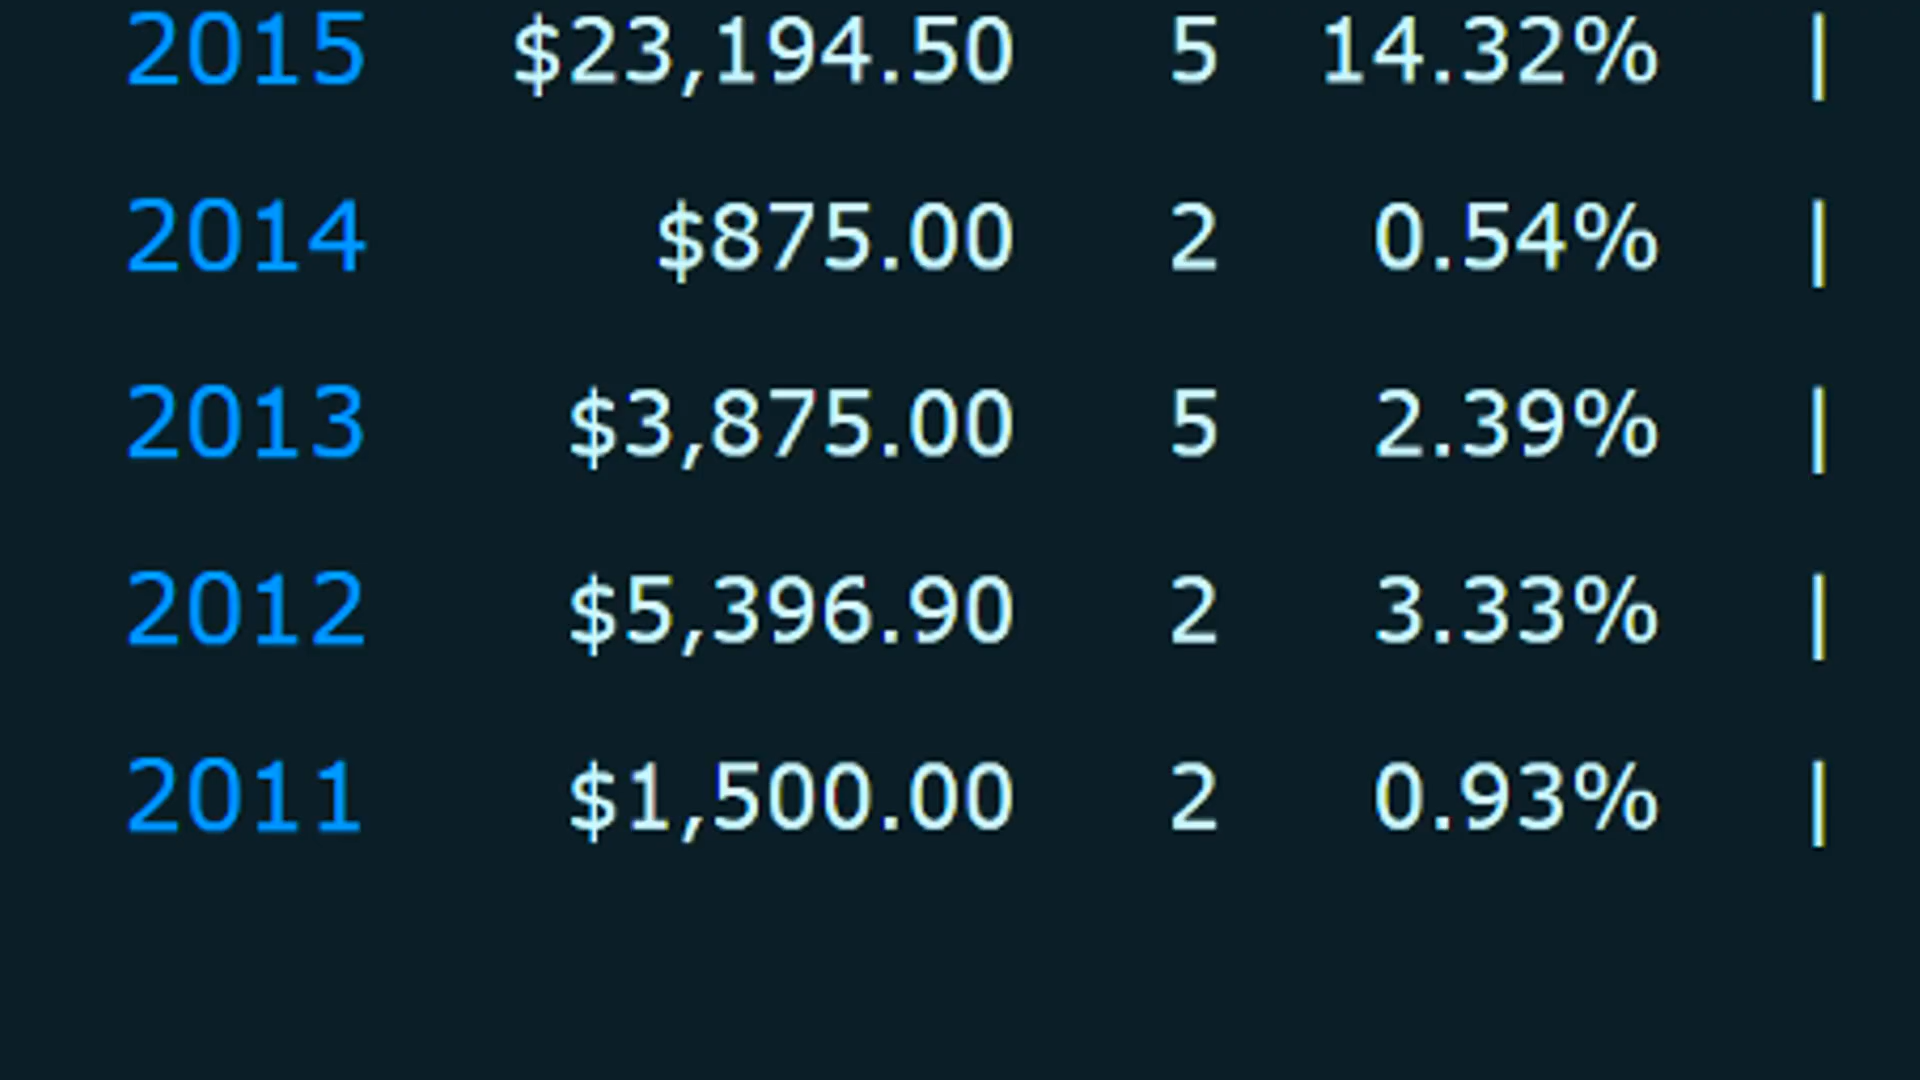 2015 $23,194.50 5 14.32% |
2014 $875.00 2 0.54% |
2013 $3,875.00 5 2.39% |
2012 $5,396.90 2 3.33% |
2011 $1,500.00 2 0.93% |